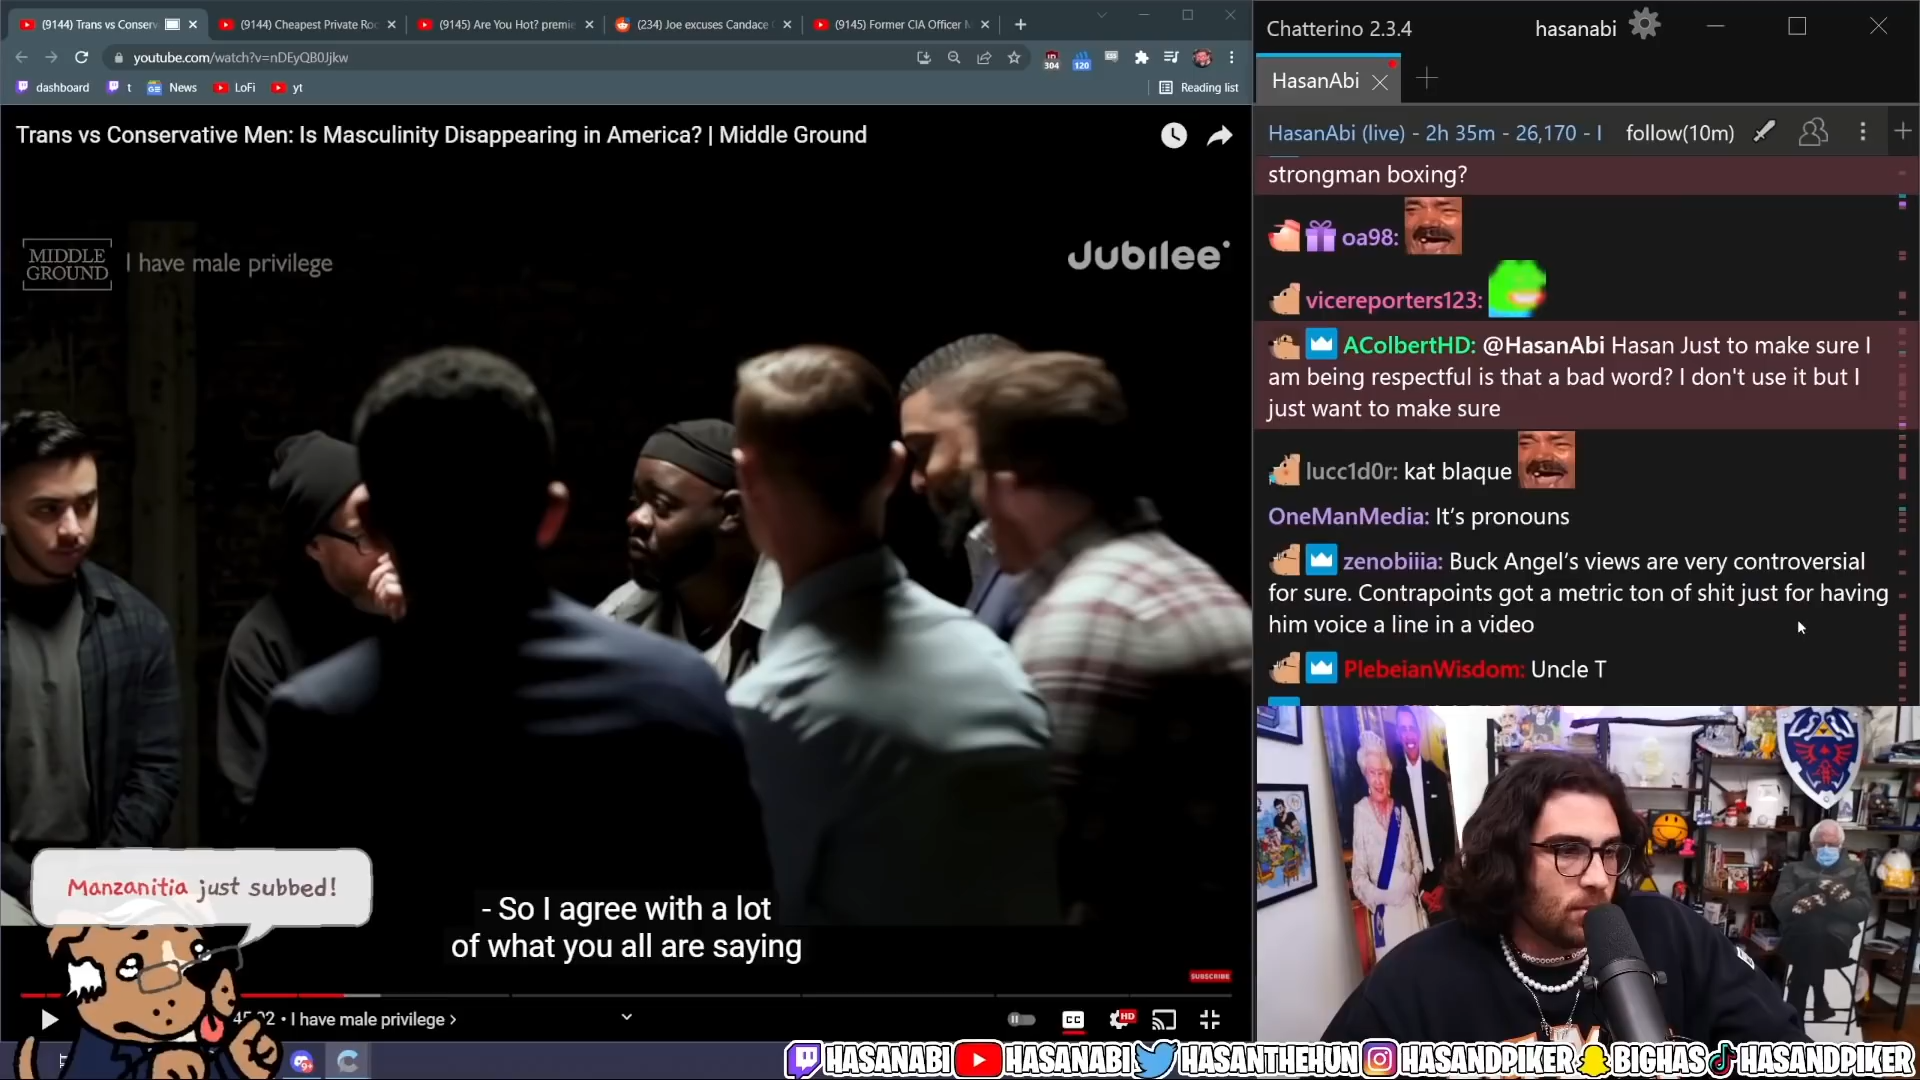 (9144) Trans vs Conserv
(9144) Cheapest Private Roo
(9145) Are You Hot? premie
(234) Joe excuses Candace
(9145) Former CIA Officer
youtube.com/watch?v=nDEyQB0Jjkw
304
120
dashboard
t
News
LoFi
yt
Reading list
Trans vs Conservative Men: Is Masculinity Disappearing in America? | Middle Ground
MIDDLE
GROUND
I have male privilege
Jubilee
Manzanitia just subbed!
- So I agree with a lot
of what you all are saying
SUBSCRIBE
• I have male privilege
CC
HD
Chatterino 2.3.4
hasanabi
HasanAbi
HasanAbi (live) - 2h 35m - 26,170 - I
follow(10m)
strongman boxing?
oa98:
vicereporters123:
AColbertHD: @HasanAbi Hasan Just to make sure I
am being respectful is that a bad word? I don't use it but I
just want to make sure
lucc1d0r: kat blaque
OneManMedia: It’s pronouns
zenobiiia: Buck Angel’s views are very controversial
for sure. Contrapoints got a metric ton of shit just for having
him voice a line in a video
PlebeianWisdom: Uncle T
HASANABI
HASANABI
HASANTHEHUN
HASANDPIKER
BIGHAS
HASANDPIKER